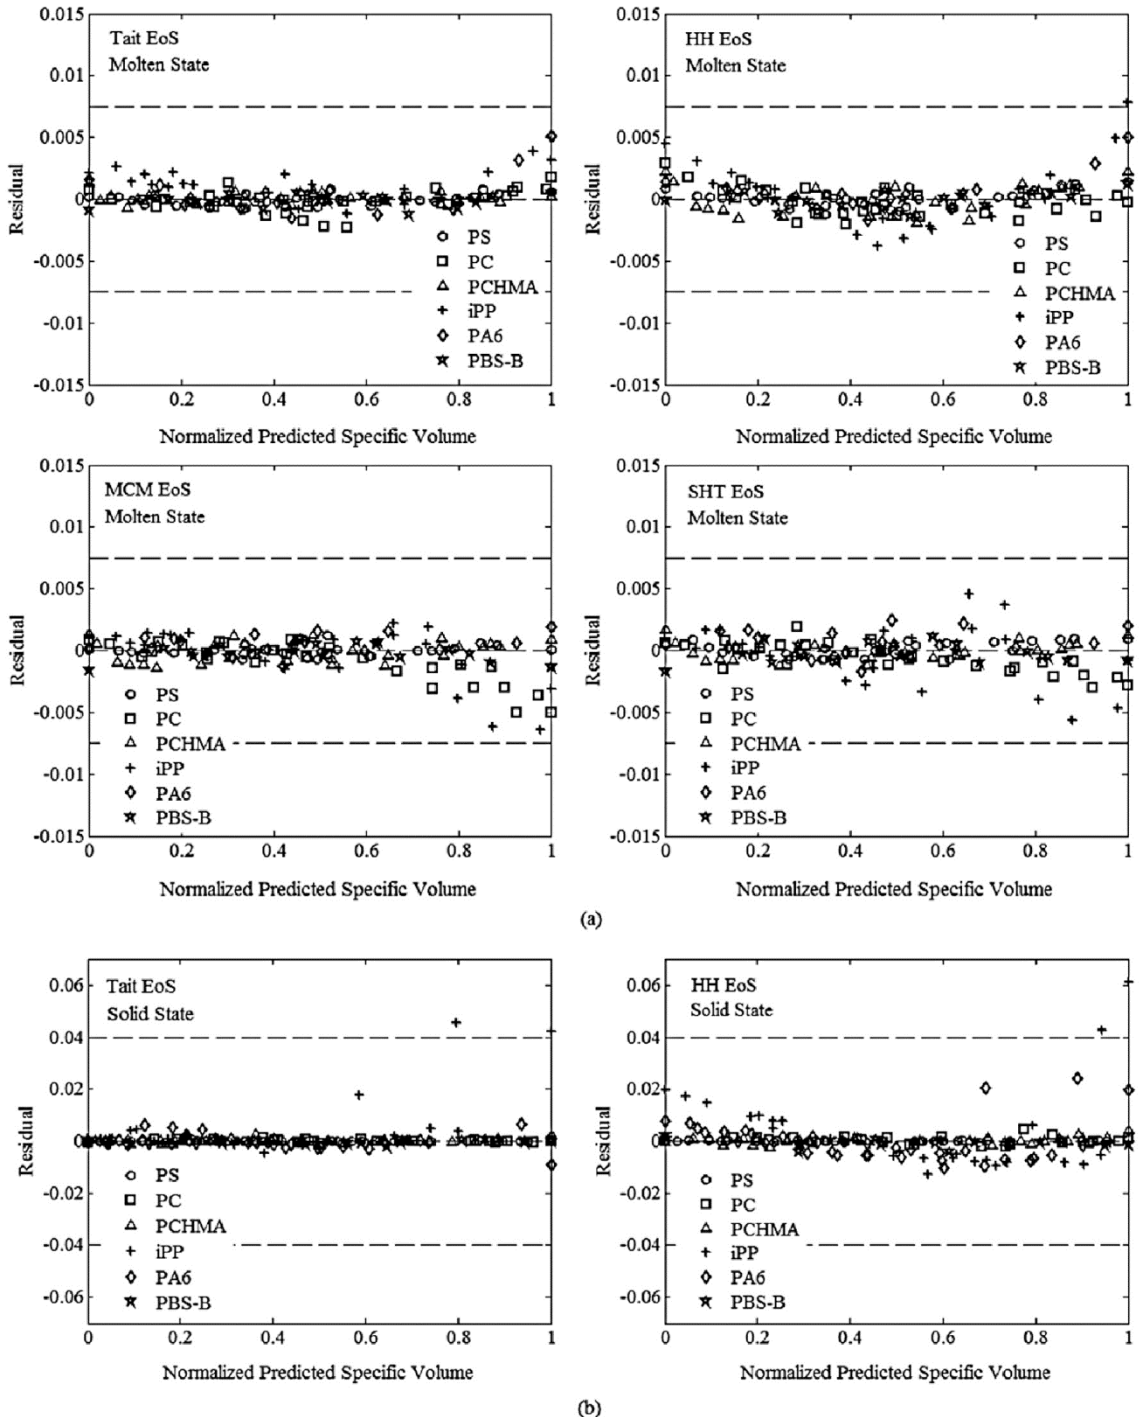 0.015
0.01
0.005
0
-0.005
-0.01
-0.015
Residual
Tait EoS
Molten State
PS
PC
PCHMA
iPP
PA6
PBS-B
0 0.2 0.4 0.6 0.8 1
Normalized Predicted Specific Volume
0.015
0.01
0.005
0
-0.005
-0.01
-0.015
Residual
HH EoS
Molten State
PS
PC
PCHMA
iPP
PA6
PBS-B
0 0.2 0.4 0.6 0.8 1
Normalized Predicted Specific Volume
0.015
0.01
0.005
0
-0.005
-0.01
-0.015
Residual
MCM EoS
Molten State
PS
PC
PCHMA
iPP
PA6
PBS-B
0 0.2 0.4 0.6 0.8 1
Normalized Predicted Specific Volume
0.015
0.01
0.005
0
-0.005
-0.01
-0.015
Residual
SHT EoS
Molten State
PS
PC
PCHMA
iPP
PA6
PBS-B
0 0.2 0.4 0.6 0.8 1
Normalized Predicted Specific Volume
(a)
0.06
0.04
0.02
0
-0.02
-0.04
-0.06
Residual
Tait EoS
Solid State
PS
PC
PCHMA
iPP
PA6
PBS-B
0 0.2 0.4 0.6 0.8 1
Normalized Predicted Specific Volume
0.06
0.04
0.02
0
-0.02
-0.04
-0.06
Residual
HH EoS
Solid State
PS
PC
PCHMA
iPP
PA6
PBS-B
0 0.2 0.4 0.6 0.8 1
Normalized Predicted Specific Volume
(b)